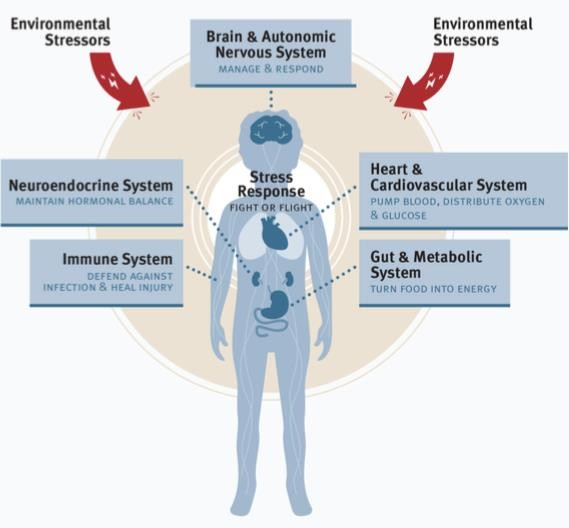 Environmental
Stressors
Brain & Autonomic
Nervous System
MANAGE & RESPOND
Environmental
Stressors
Neuroendocrine System
MAINTAIN HORMONAL BALANCE
Stress
Response
FIGHT OR FLIGHT
Heart &
Cardiovascular System
PUMP BLOOD, DISTRIBUTE OXYGEN
& GLUCOSE
Immune System
DEFEND AGAINST
INFECTION & HEAL INJURY
Gut & Metabolic
System
TURN FOOD INTO ENERGY